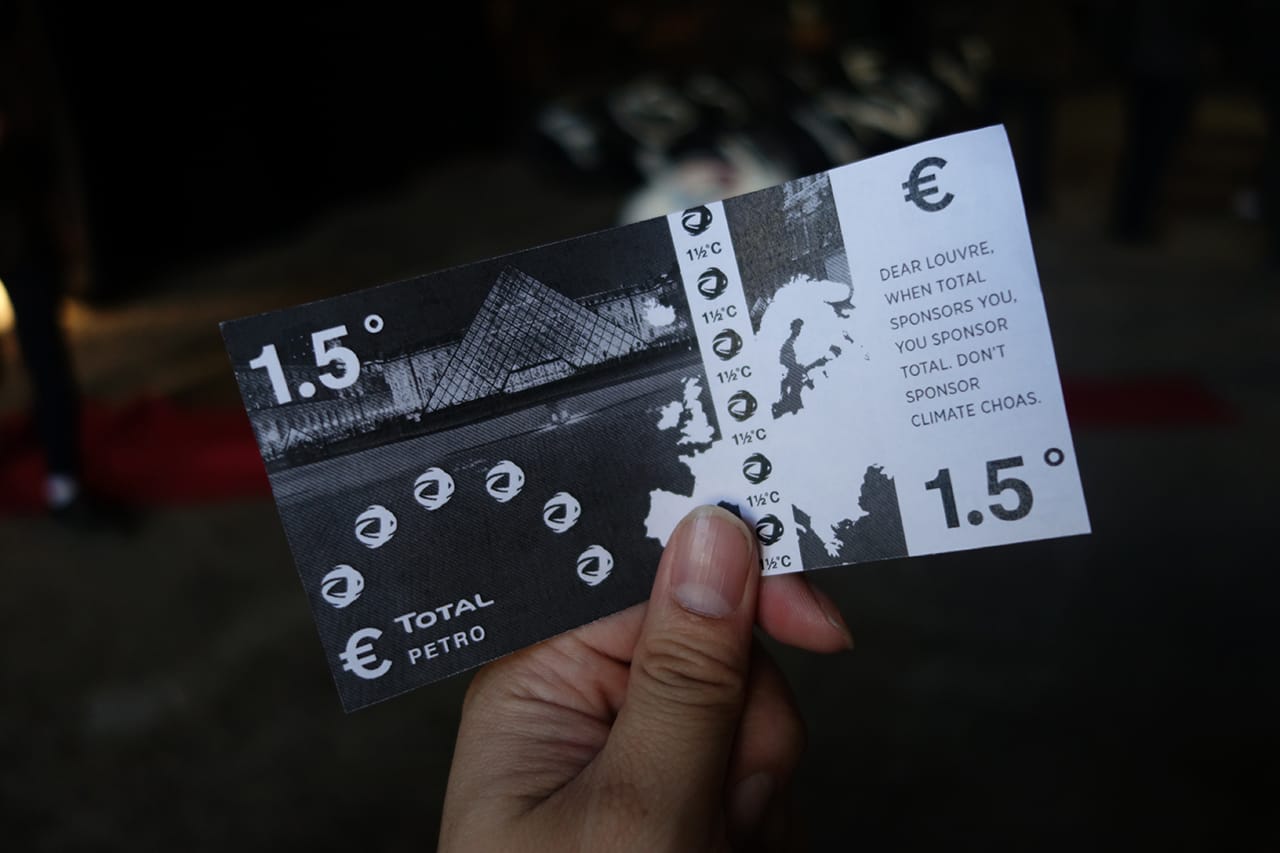 1.5°
€ TOTAL
PETRO
1½°C
1½°C
1½°C
1½°C
1½°C
1½°C
€
DEAR LOUVRE,
WHEN TOTAL
SPONSORS YOU,
YOU SPONSOR
TOTAL. DON'T
SPONSOR
CLIMATE CHOAS.
1.5°